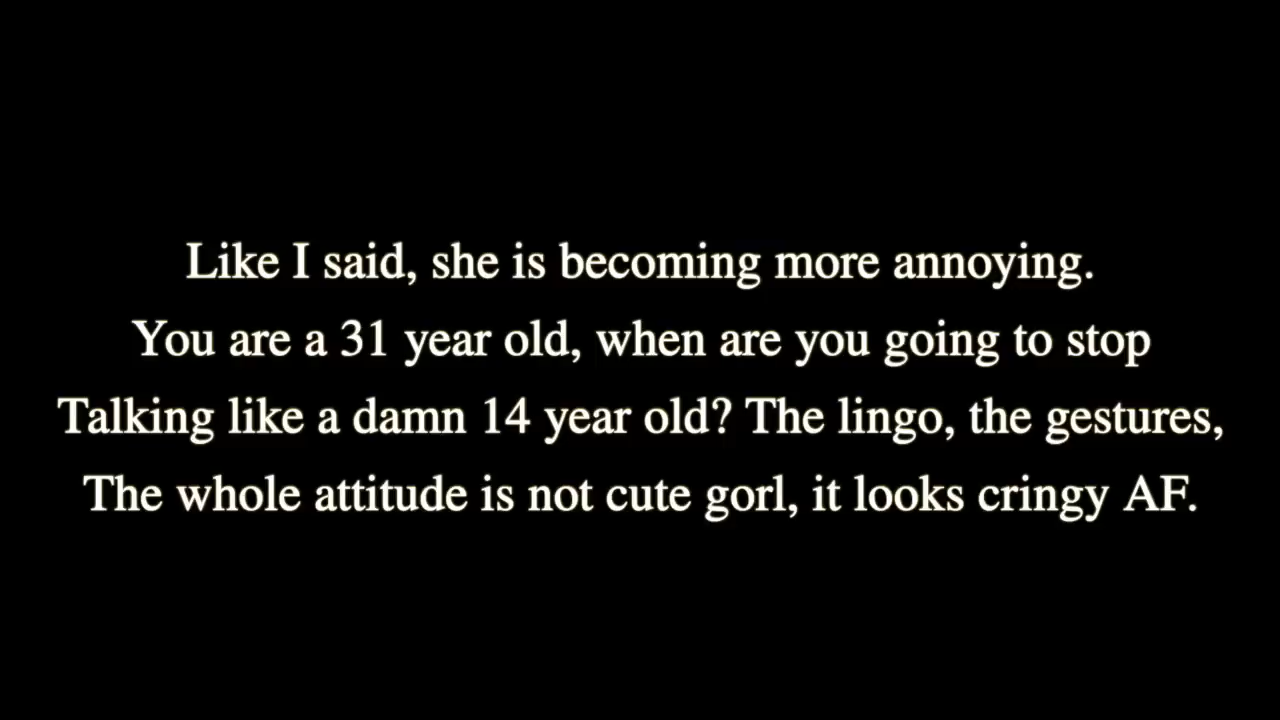 Like I said, she is becoming more annoying.
You are a 31 year old, when are you going to stop
Talking like a damn 14 year old? The lingo, the gestures,
The whole attitude is not cute gorl, it looks cringy AF.